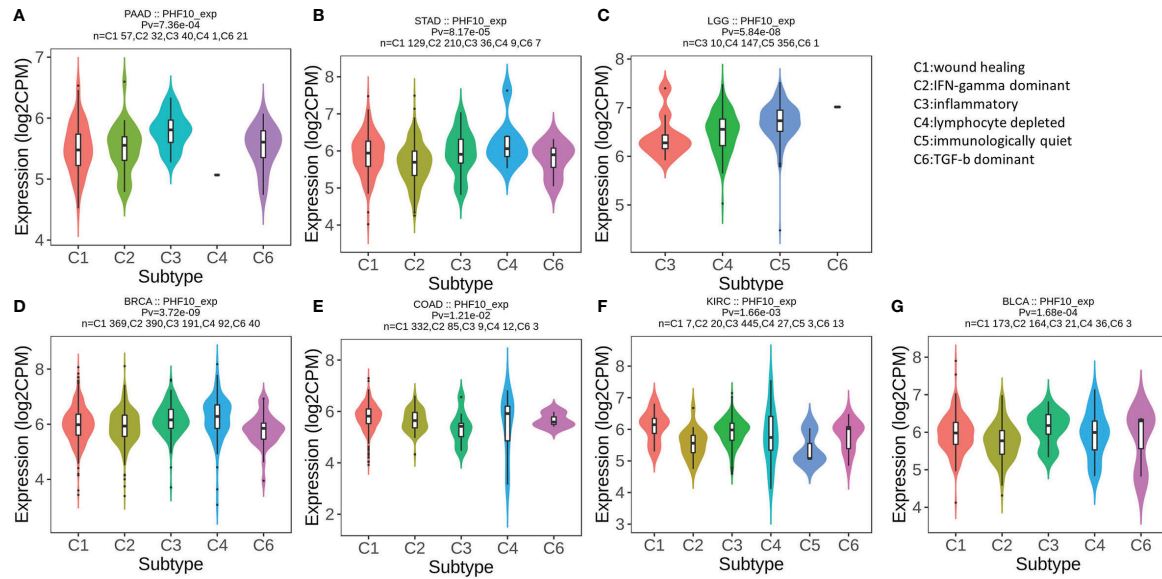 A
PAAD :: PHF10_exp
Pv=7.36e-04
n=C1 57,C2 32,C3 40,C4 1,C6 21
Expression (log2CPM)
7
6
5
4
C1 C2 C3 C4 C6
Subtype
B
STAD :: PHF10_exp
Pv=8.17e-05
n=C1 129,C2 210,C3 36,C4 9,C6 7
Expression (log2CPM)
8
7
6
5
4
C1 C2 C3 C4 C6
Subtype
C
LGG :: PHF10_exp
Pv=5.84e-08
n=C3 10,C4 147,C5 356,C6 1
Expression (log2CPM)
8
7
6
5
C3 C4 C5 C6
Subtype
C1:wound healing
C2:IFN-gamma dominant
C3:inflammatory
C4:lymphocyte depleted
C5:immunologically quiet
C6:TGF-b dominant
D
BRCA :: PHF10_exp
Pv=3.72e-09
n=C1 369,C2 390,C3 191,C4 92,C6 40
Expression (log2CPM)
8
6
4
C1 C2 C3 C4 C6
Subtype
E
COAD :: PHF10_exp
Pv=1.21e-02
n=C1 332,C2 85,C3 9,C4 12,C6 3
Expression (log2CPM)
8
6
4
2
C1 C2 C3 C4 C6
Subtype
F
KIRC :: PHF10_exp
Pv=1.66e-03
n=C1 7,C2 20,C3 445,C4 27,C5 3,C6 13
Expression (log2CPM)
8
7
6
5
4
3
C1 C2 C3 C4 C5 C6
Subtype
G
BLCA :: PHF10_exp
Pv=1.68e-04
n=C1 173,C2 164,C3 21,C4 36,C6 3
Expression (log2CPM)
8
7
6
5
4
C1 C2 C3 C4 C6
Subtype